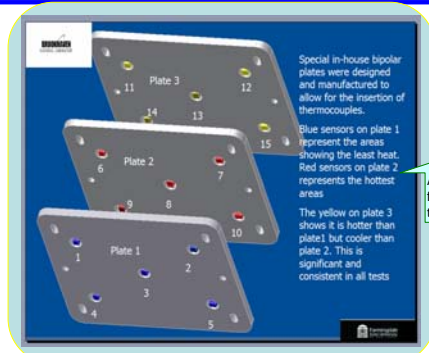 BROOKHAVEN
Plate 3
11
12
13
14
15
Plate 2
6
7
8
9
10
Plate 1
1
2
3
4
5
Special in-house bipolar
plates were designed
and manufactured to
allow for the insertion of
thermocouples.
Blue sensors on plate 1
represent the areas
showing the least heat.
Red sensors on plate 2
represents the hottest
areas
The yellow on plate 3
shows it is hotter than
plate1 but cooler than
plate 2. This is
significant and
consistent in all tests
Farmingdale